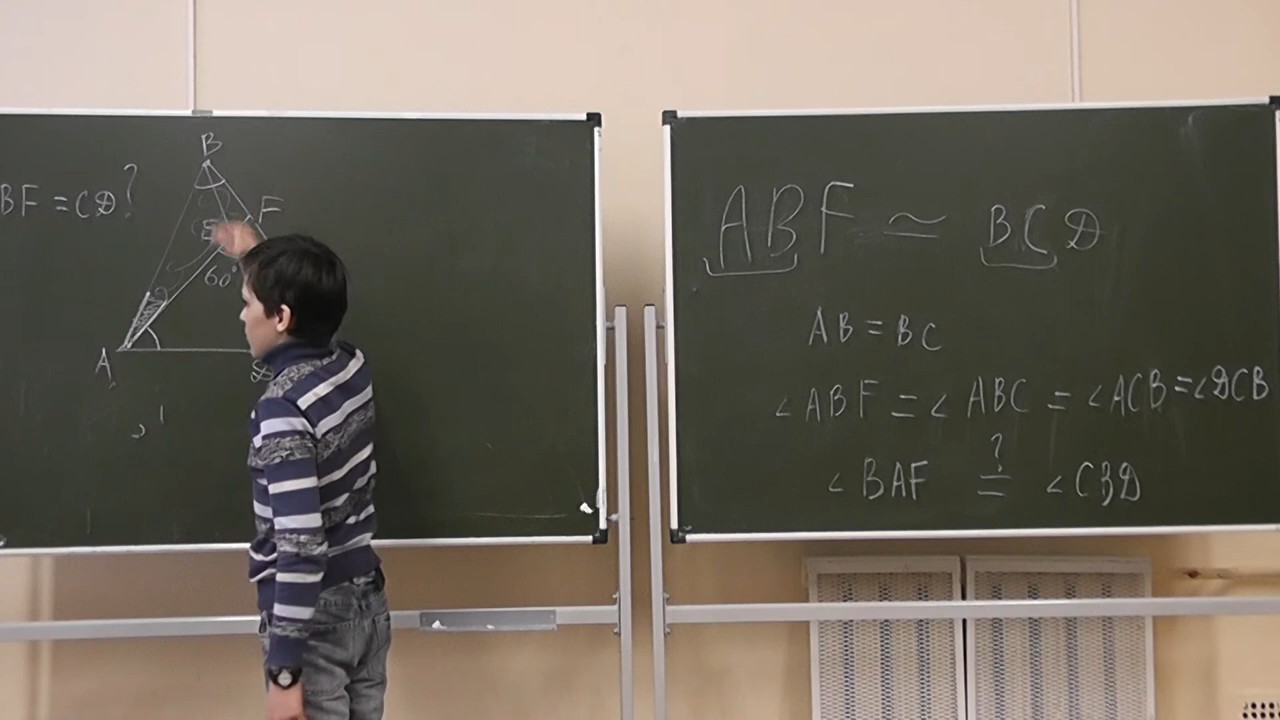 BF = CD?
B
F
E
60°
A
D
ABF ≃ BCD
AB = BC
∠ABF = ∠ABC = ∠ACB = ∠DCB
?
∠BAF = ∠CBD